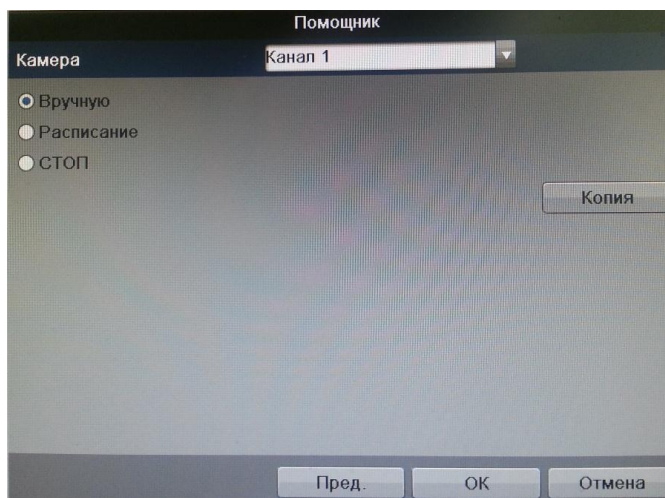 Помощник
Камера Канал 1
Вручную
Расписание
СТОП
Копия
Пред. OK Отмена